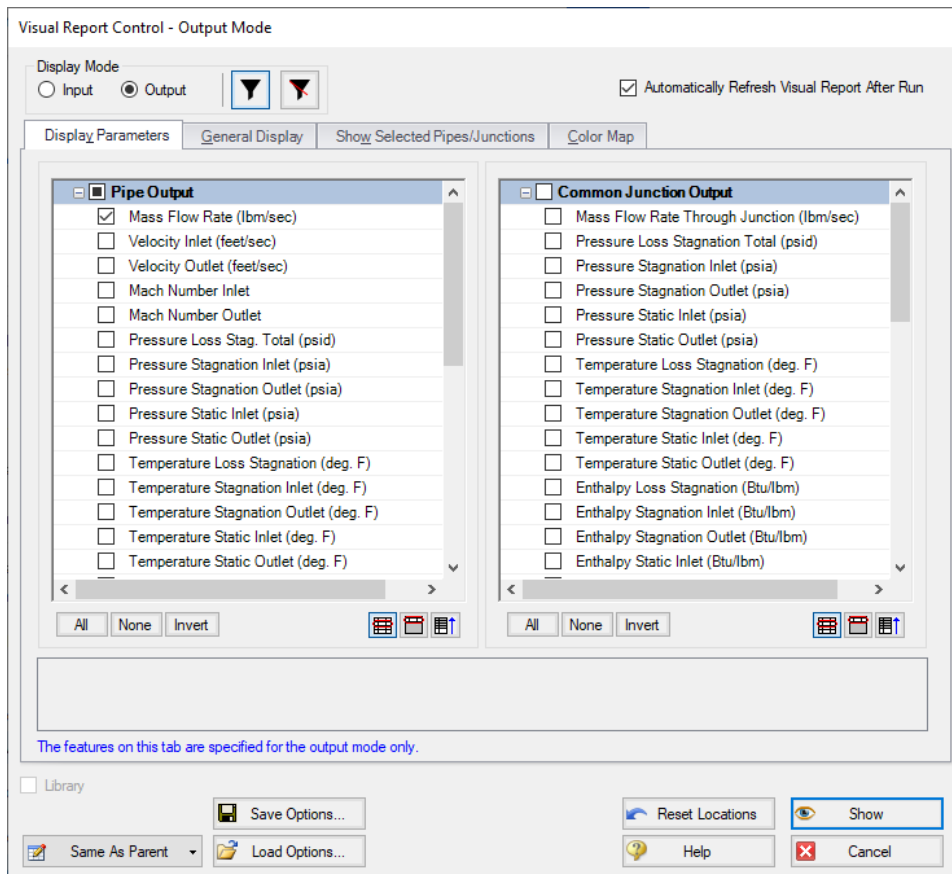 Visual Report Control - Output Mode
Display Mode
Input
Output
Automatically Refresh Visual Report After Run
Display Parameters
General Display
Show Selected Pipes/Junctions
Color Map
Pipe Output
Mass Flow Rate (lbm/sec)
Velocity Inlet (feet/sec)
Velocity Outlet (feet/sec)
Mach Number Inlet
Mach Number Outlet
Pressure Loss Stag. Total (psid)
Pressure Stagnation Inlet (psia)
Pressure Stagnation Outlet (psia)
Pressure Static Inlet (psia)
Pressure Static Outlet (psia)
Temperature Loss Stagnation (deg. F)
Temperature Stagnation Inlet (deg. F)
Temperature Stagnation Outlet (deg. F)
Temperature Static Inlet (deg. F)
Temperature Static Outlet (deg. F)
All
None
Invert
Common Junction Output
Mass Flow Rate Through Junction (lbm/sec)
Pressure Loss Stagnation Total (psid)
Pressure Stagnation Inlet (psia)
Pressure Stagnation Outlet (psia)
Pressure Static Inlet (psia)
Pressure Static Outlet (psia)
Temperature Loss Stagnation (deg. F)
Temperature Stagnation Inlet (deg. F)
Temperature Stagnation Outlet (deg. F)
Temperature Static Inlet (deg. F)
Temperature Static Outlet (deg. F)
Enthalpy Loss Stagnation (Btu/lbm)
Enthalpy Stagnation Inlet (Btu/lbm)
Enthalpy Stagnation Outlet (Btu/lbm)
Enthalpy Static Inlet (Btu/lbm)
All
None
Invert
The features on this tab are specified for the output mode only.
Library
Save Options...
Reset Locations
Show
Same As Parent
Load Options...
Help
Cancel